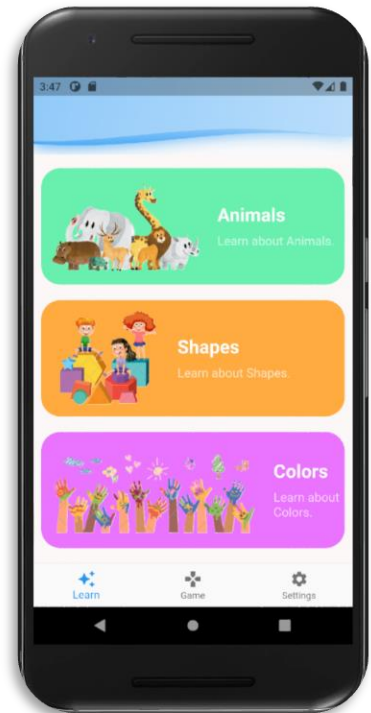 3:47
Animals
Learn about Animals.
Shapes
Learn about Shapes.
Colors
Learn about
Colors.
Learn
Game
Settings